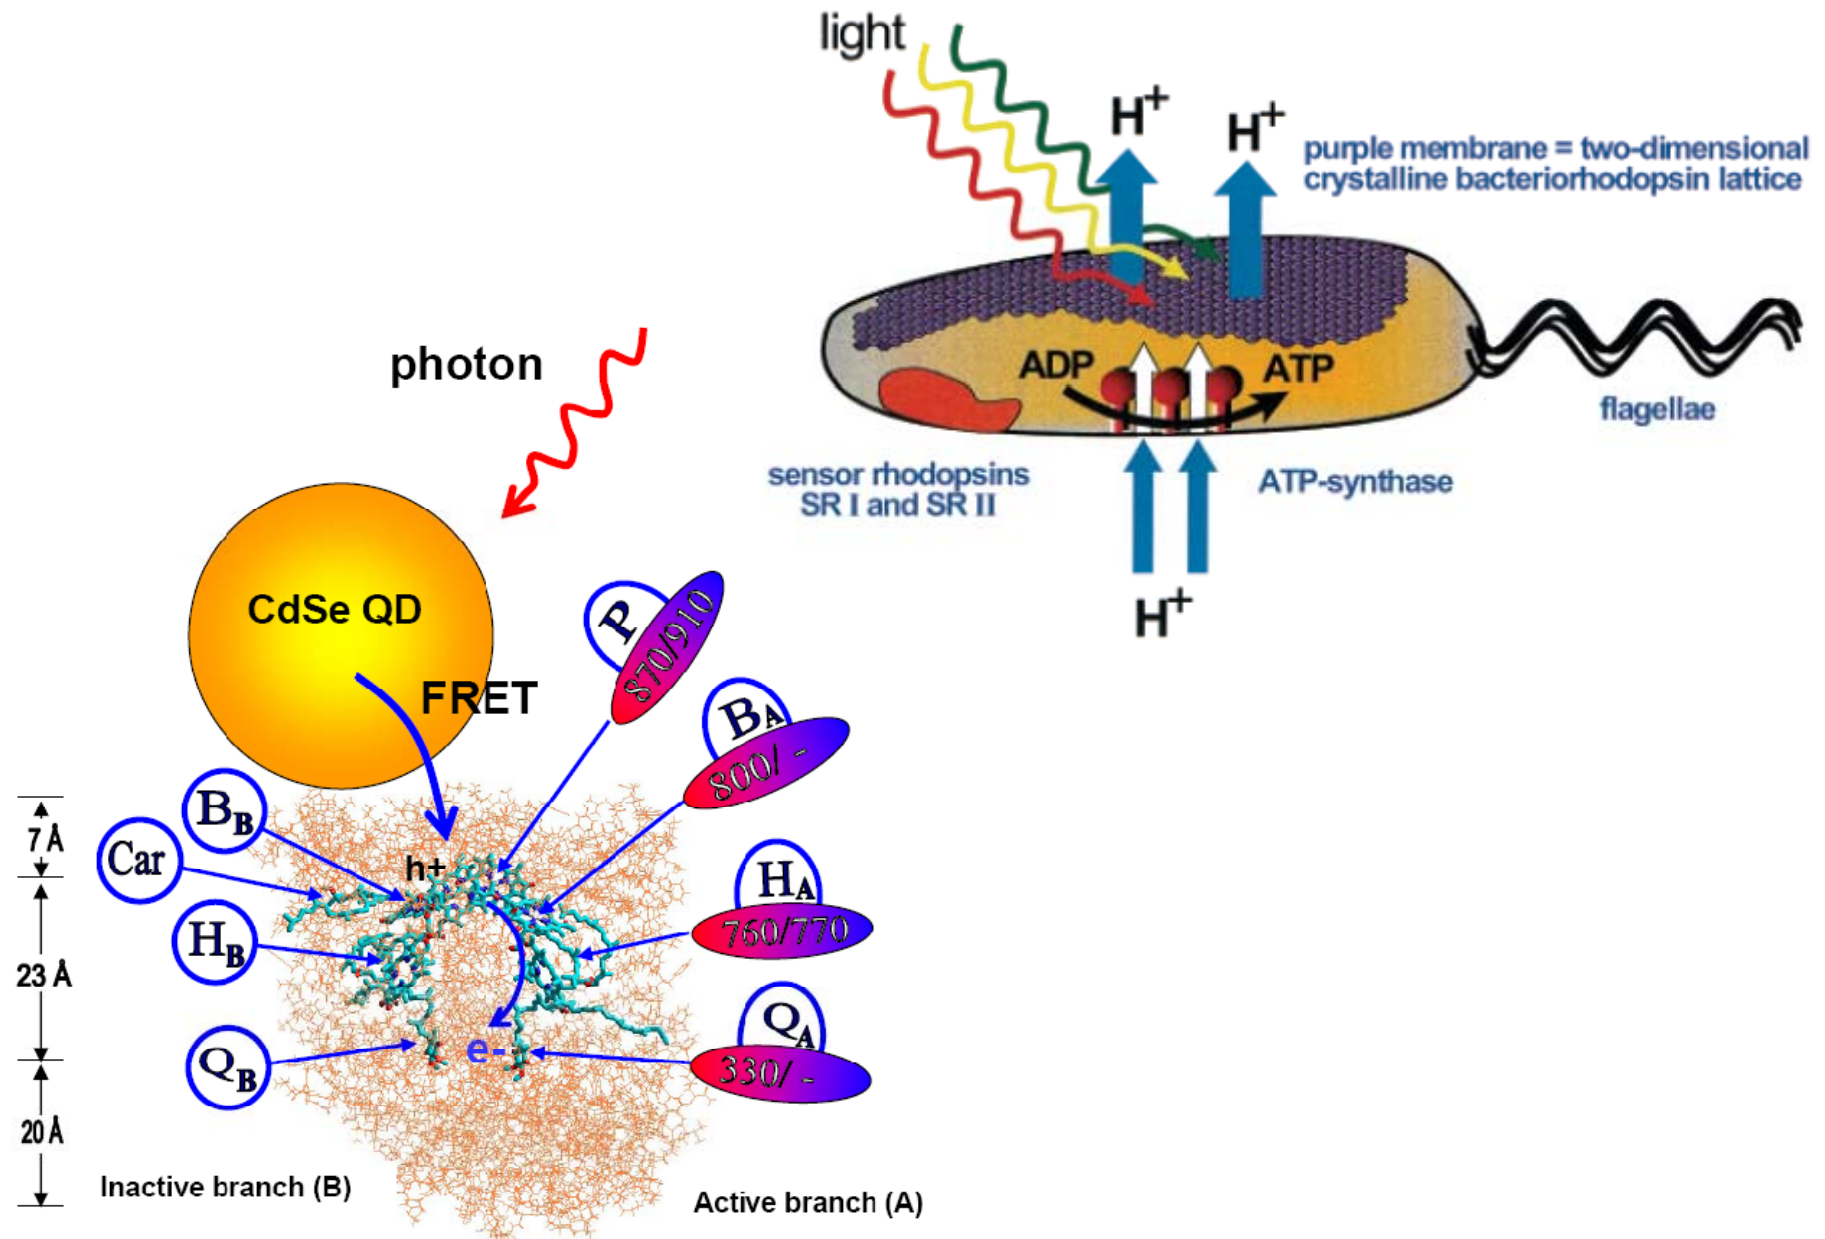 light
H+
H+
purple membrane = two-dimensional
crystalline bacteriorhodopsin lattice
ADP
ATP
flagellae
sensor rhodopsins
SR I and SR II
ATP-synthase
H+
photon
CdSe QD
FRET
P
870/910
BA
800/ -
BB
Car
7 Å
h+
HA
760/770
HB
23 Å
QA
330/ -
e-
QB
20 Å
Inactive branch (B)
Active branch (A)